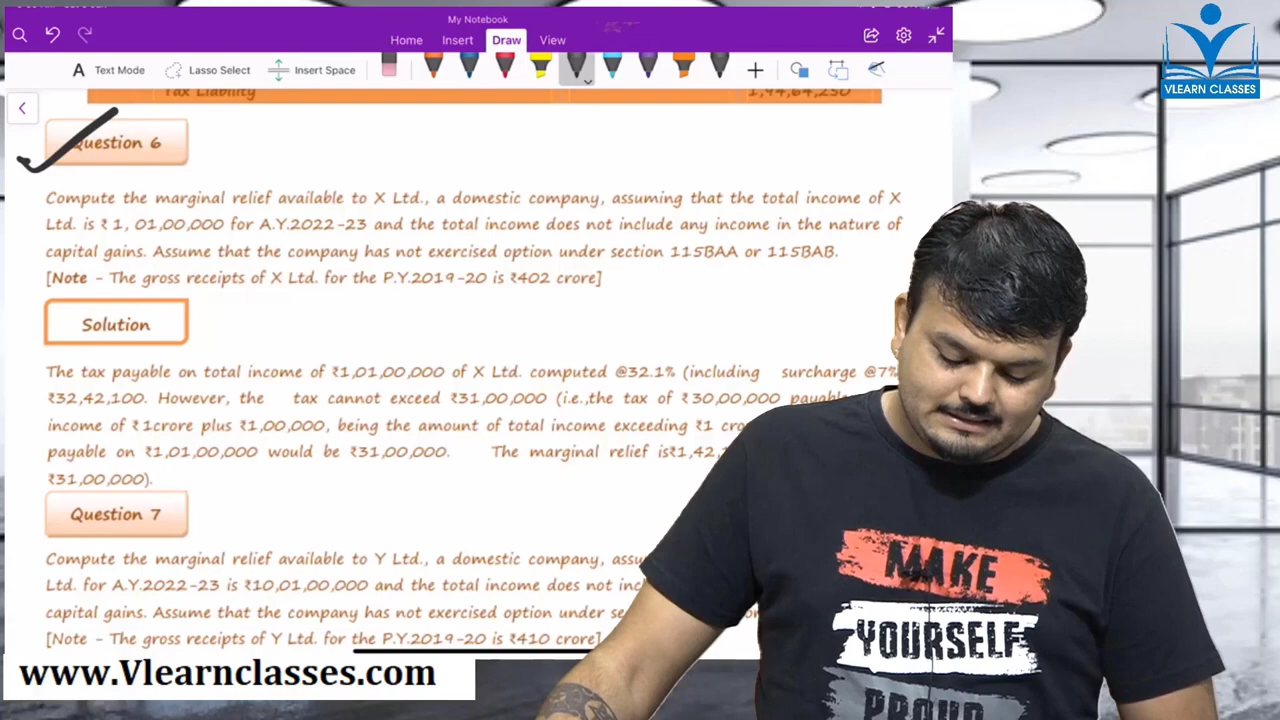 My Notebook
Home Insert Draw View
Text Mode Lasso Select Insert Space
VLEARN CLASSES
Tax Liability 1,94,64,250
Question 6
Compute the marginal relief available to X Ltd., a domestic company, assuming that the total income of X
Ltd. is ₹ 1, 01,00,000 for A.Y.2022-23 and the total income does not include any income in the nature of
capital gains. Assume that the company has not exercised option under section 115BAA or 115BAB.
[Note - The gross receipts of X Ltd. for the P.Y.2019-20 is ₹402 crore]
Solution
The tax payable on total income of ₹1,01,00,000 of X Ltd. computed @32.1% (including surcharge @7%
₹32,42,100. However, the tax cannot exceed ₹31,00,000 (i.e.,the tax of ₹30,00,000 payable
income of ₹1crore plus ₹1,00,000, being the amount of total income exceeding ₹1
payable on ₹1,01,00,000 would be ₹31,00,000. The marginal relief is₹1,42,
₹31,00,000).
Question 7
Compute the marginal relief available to Y Ltd., a domestic company,
Ltd. for A.Y.2022-23 is ₹10,01,00,000 and the total income does not
capital gains. Assume that the company has not exercised option under
[Note - The gross receipts of Y Ltd. for the P.Y.2019-20 is ₹410 crore]
www.Vlearnclasses.com
MAKE
YOURSELF
PROUD